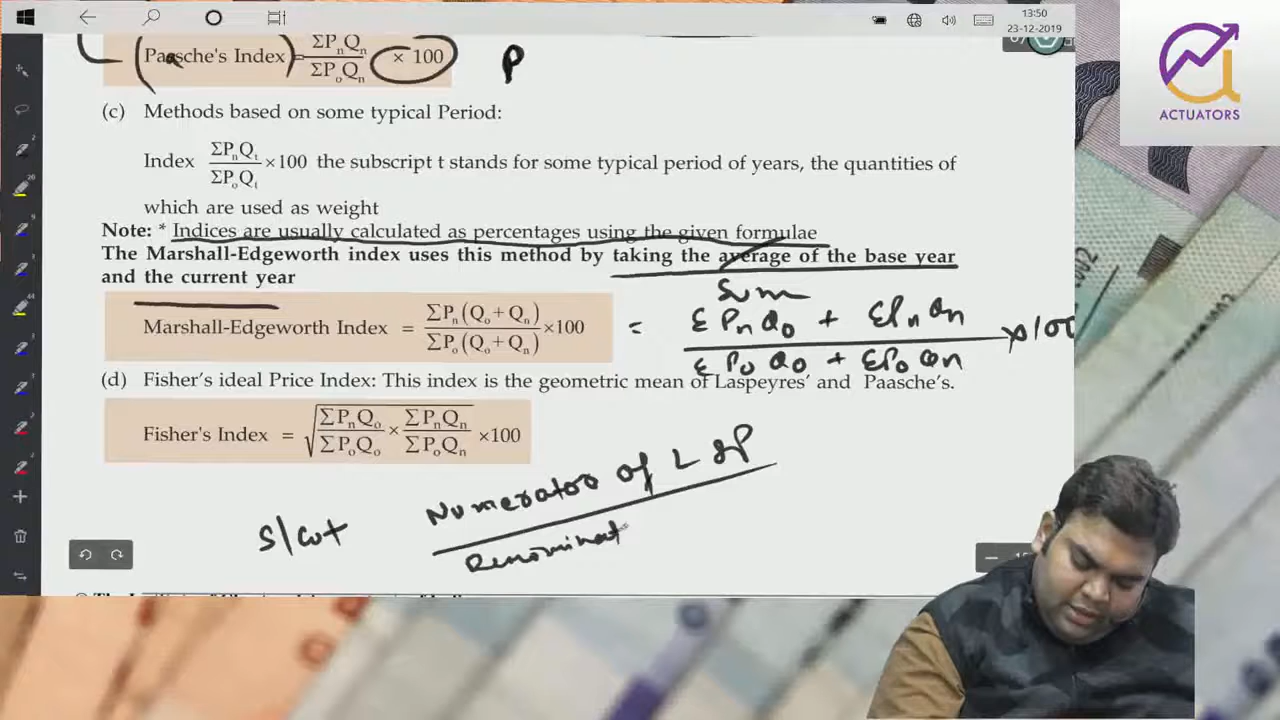 13:50
23-12-2019
(Paasche's Index) = ΣPnQn / ΣPoQn × 100 P
(c) Methods based on some typical Period:
Index ΣPnQt / ΣPoQt ×100 the subscript t stands for some typical period of years, the quantities of
which are used as weight
Note: * Indices are usually calculated as percentages using the given formulae
The Marshall-Edgeworth index uses this method by taking the average of the base year
and the current year
Sum
Marshall-Edgeworth Index = ΣPn(Qo+Qn) / ΣPo(Qo+Qn) ×100 = ΣPnQo + ΣPnQn / ΣPoQo + ΣPoQn ×100
(d) Fisher's ideal Price Index: This index is the geometric mean of Laspeyres' and Paasche's.
Fisher's Index = √ΣPnQo / ΣPoQo × ΣPnQn / ΣPoQn ×100
S/cut Numerator of L & P
Denominat
ACTUATORS